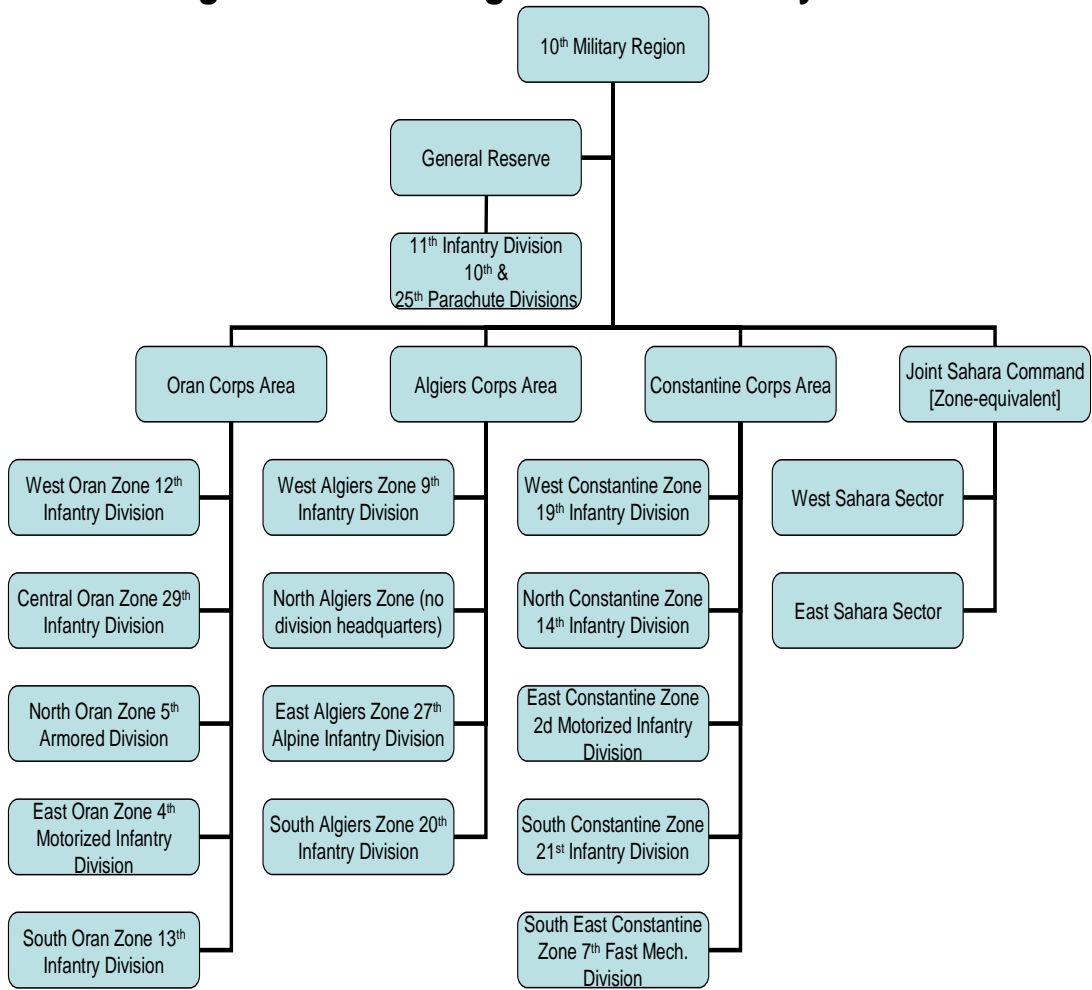 10th Military Region
General Reserve
11th Infantry Division
10th &
25th Parachute Divisions
Oran Corps Area
Algiers Corps Area
Constantine Corps Area
Joint Sahara Command
[Zone-equivalent]
West Oran Zone 12th
Infantry Division
Central Oran Zone 29th
Infantry Division
North Oran Zone 5th
Armored Division
East Oran Zone 4th
Motorized Infantry
Division
South Oran Zone 13th
Infantry Division
West Algiers Zone 9th
Infantry Division
North Algiers Zone (no
division headquarters)
East Algiers Zone 27th
Alpine Infantry Division
South Algiers Zone 20th
Infantry Division
West Constantine Zone
19th Infantry Division
North Constantine Zone
14th Infantry Division
East Constantine Zone
2d Motorized Infantry
Division
South Constantine Zone
21st Infantry Division
South East Constantine
Zone 7th Fast Mech.
Division
West Sahara Sector
East Sahara Sector